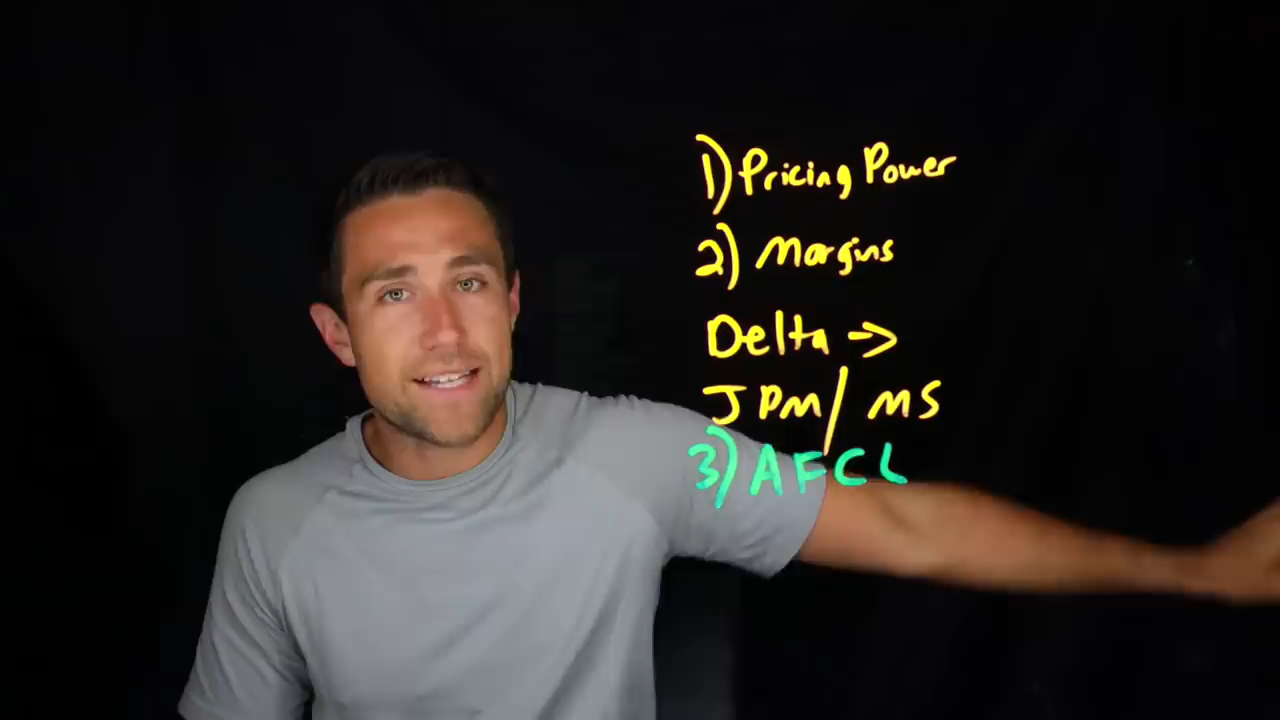 1) Pricing Power
2) Margins
Delta →
JPM/MS
3) AFCL